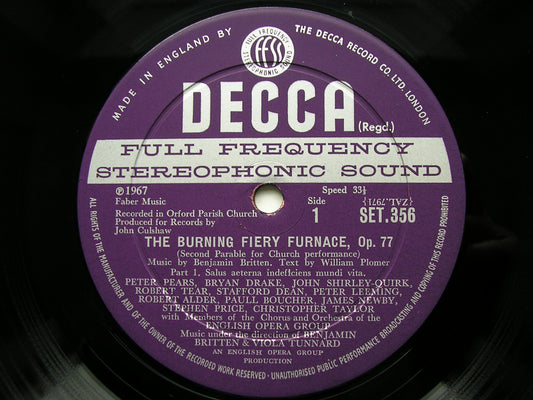 MADE IN ENGLAND BY
THE DECCA RECORD CO. LTD. LONDON
FULL FREQUENCY
ffss
STEREOPHONIC SOUND
DECCA
(Regd.)
FULL FREQUENCY
STEREOPHONIC SOUND
℗1967
Speed 33⅓
Faber Music
Side
{ZAL.7971}
Recorded in Orford Parish Church
1
SET.356
Produced for Records by
John Culshaw
THE BURNING FIERY FURNACE, Op. 77
(Second Parable for Church performance)
Music by Benjamin Britten, Text by William Plomer
Part 1, Salus aeterna indeficiens mundi vita.
PETER PEARS, BRYAN DRAKE, JOHN SHIRLEY-QUIRK,
ROBERT TEAR, STAFFORD DEAN, PETER LEEMING,
ROBERT ALDER, PAULL BOUCHER, JAMES NEWBY,
STEPHEN PRICE, CHRISTOPHER TAYLOR
with Members of the Chorus and Orchestra of the
ENGLISH OPERA GROUP
Music under the direction of BENJAMIN
BRITTEN & VIOLA TUNNARD
AN ENGLISH OPERA GROUP
PRODUCTION
ALL RIGHTS OF THE MANUFACTURER AND OF THE OWNER OF THE RECORDED WORK RESERVED—UNAUTHORISED PUBLIC PERFORMANCE BROADCASTING AND COPYING OF THIS RECORD PROHIBITED